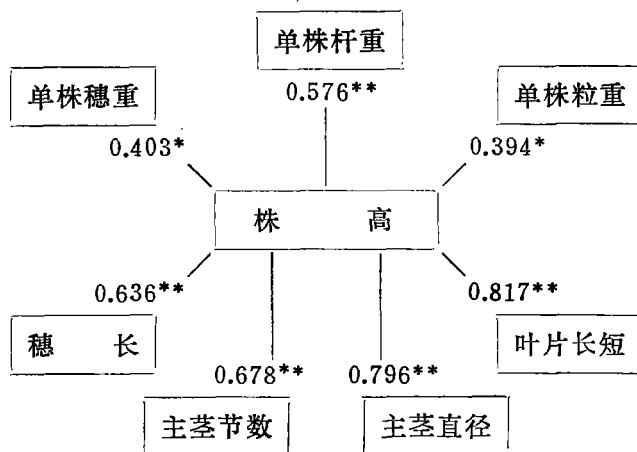 单株杆重
0.576**
单株穗重
单株粒重
0.403*
0.394*
株 高
0.636**
0.817**
穗 长
叶片长短
0.678**
0.796**
主茎节数
主茎直径